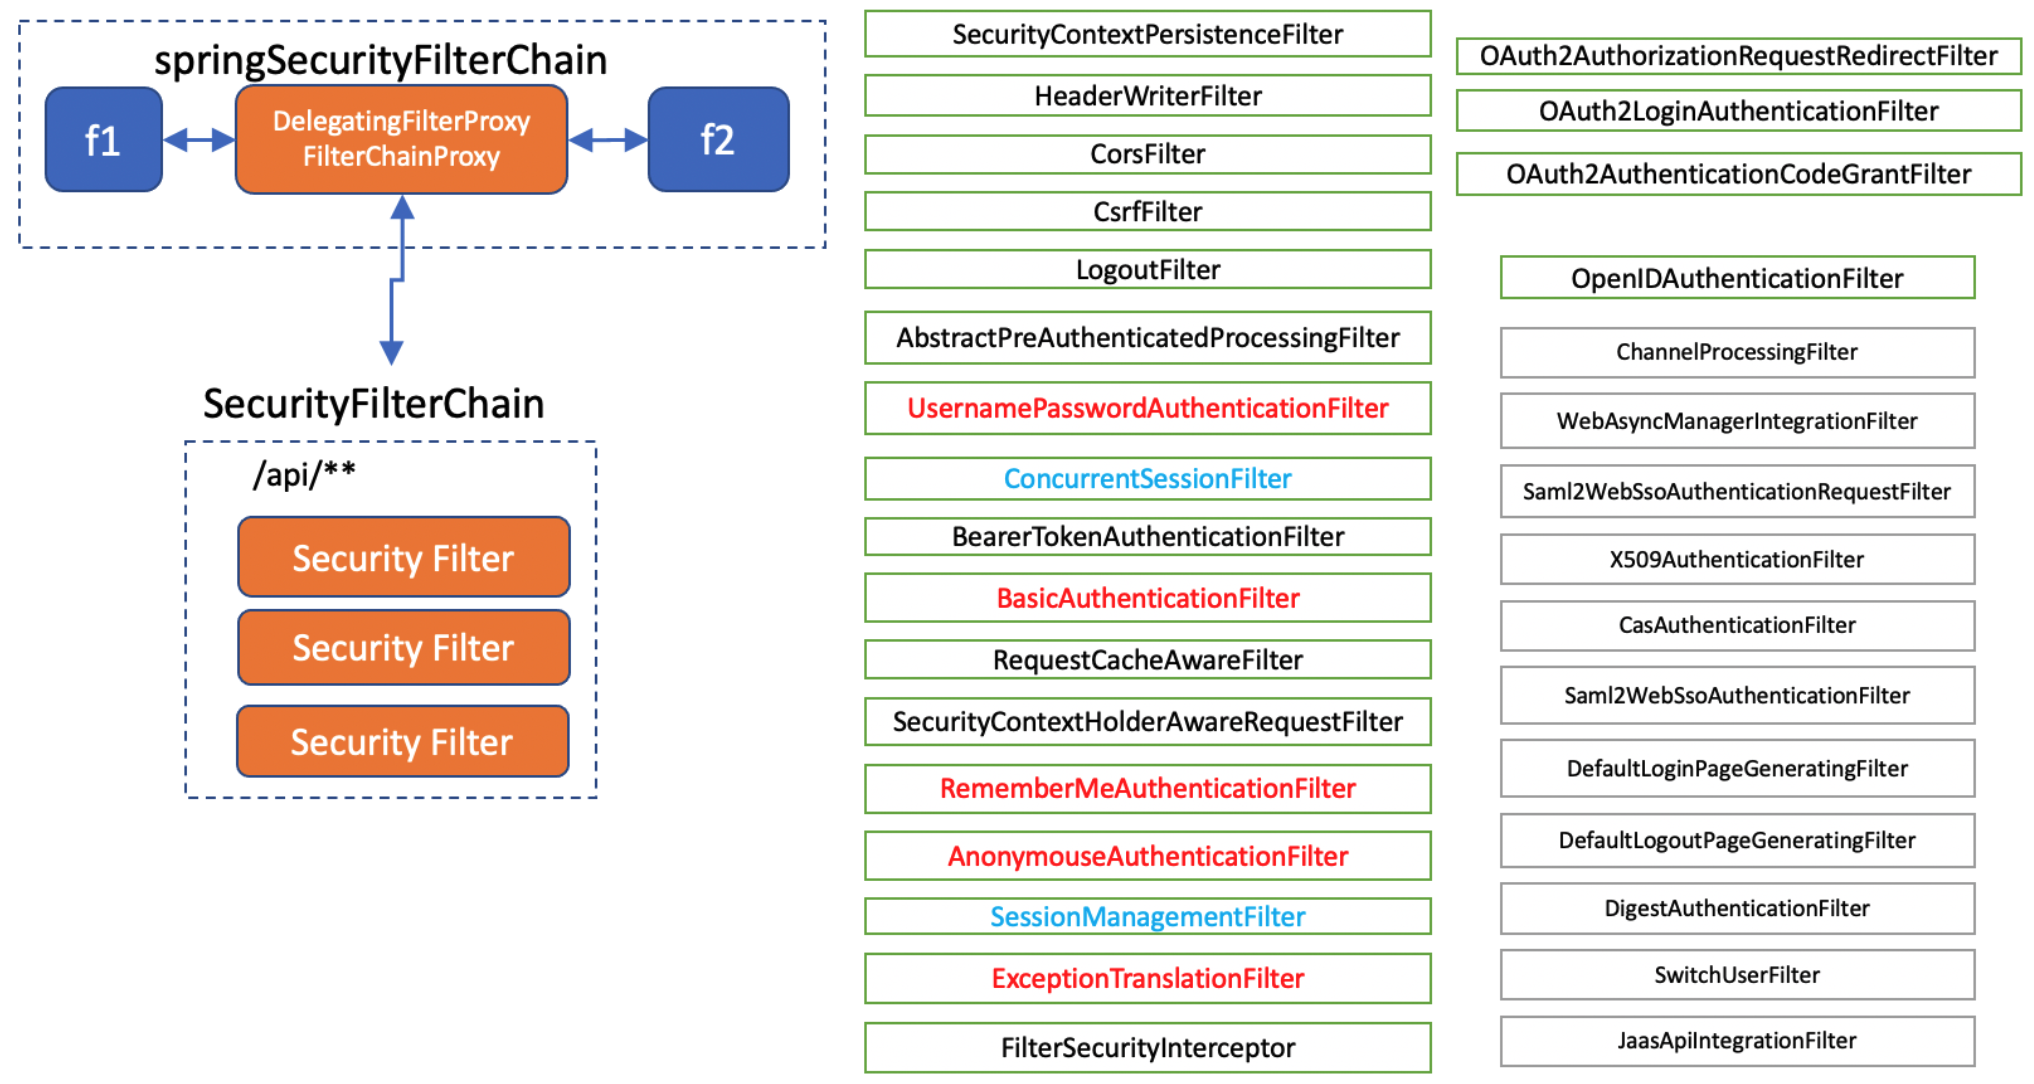 springSecurityFilterChain
f1
DelegatingFilterProxy
FilterChainProxy
f2
SecurityFilterChain
/api/**
Security Filter
Security Filter
Security Filter
SecurityContextPersistenceFilter
HeaderWriterFilter
CorsFilter
CsrfFilter
LogoutFilter
AbstractPreAuthenticatedProcessingFilter
UsernamePasswordAuthenticationFilter
ConcurrentSessionFilter
BearerTokenAuthenticationFilter
BasicAuthenticationFilter
RequestCacheAwareFilter
SecurityContextHolderAwareRequestFilter
RememberMeAuthenticationFilter
AnonymouseAuthenticationFilter
SessionManagementFilter
ExceptionTranslationFilter
FilterSecurityInterceptor
OAuth2AuthorizationRequestRedirectFilter
OAuth2LoginAuthenticationFilter
OAuth2AuthenticationCodeGrantFilter
OpenIDAuthenticationFilter
ChannelProcessingFilter
WebAsyncManagerIntegrationFilter
Saml2WebSsoAuthenticationRequestFilter
X509AuthenticationFilter
CasAuthenticationFilter
Saml2WebSsoAuthenticationFilter
DefaultLoginPageGeneratingFilter
DefaultLogoutPageGeneratingFilter
DigestAuthenticationFilter
SwitchUserFilter
JaasApiIntegrationFilter